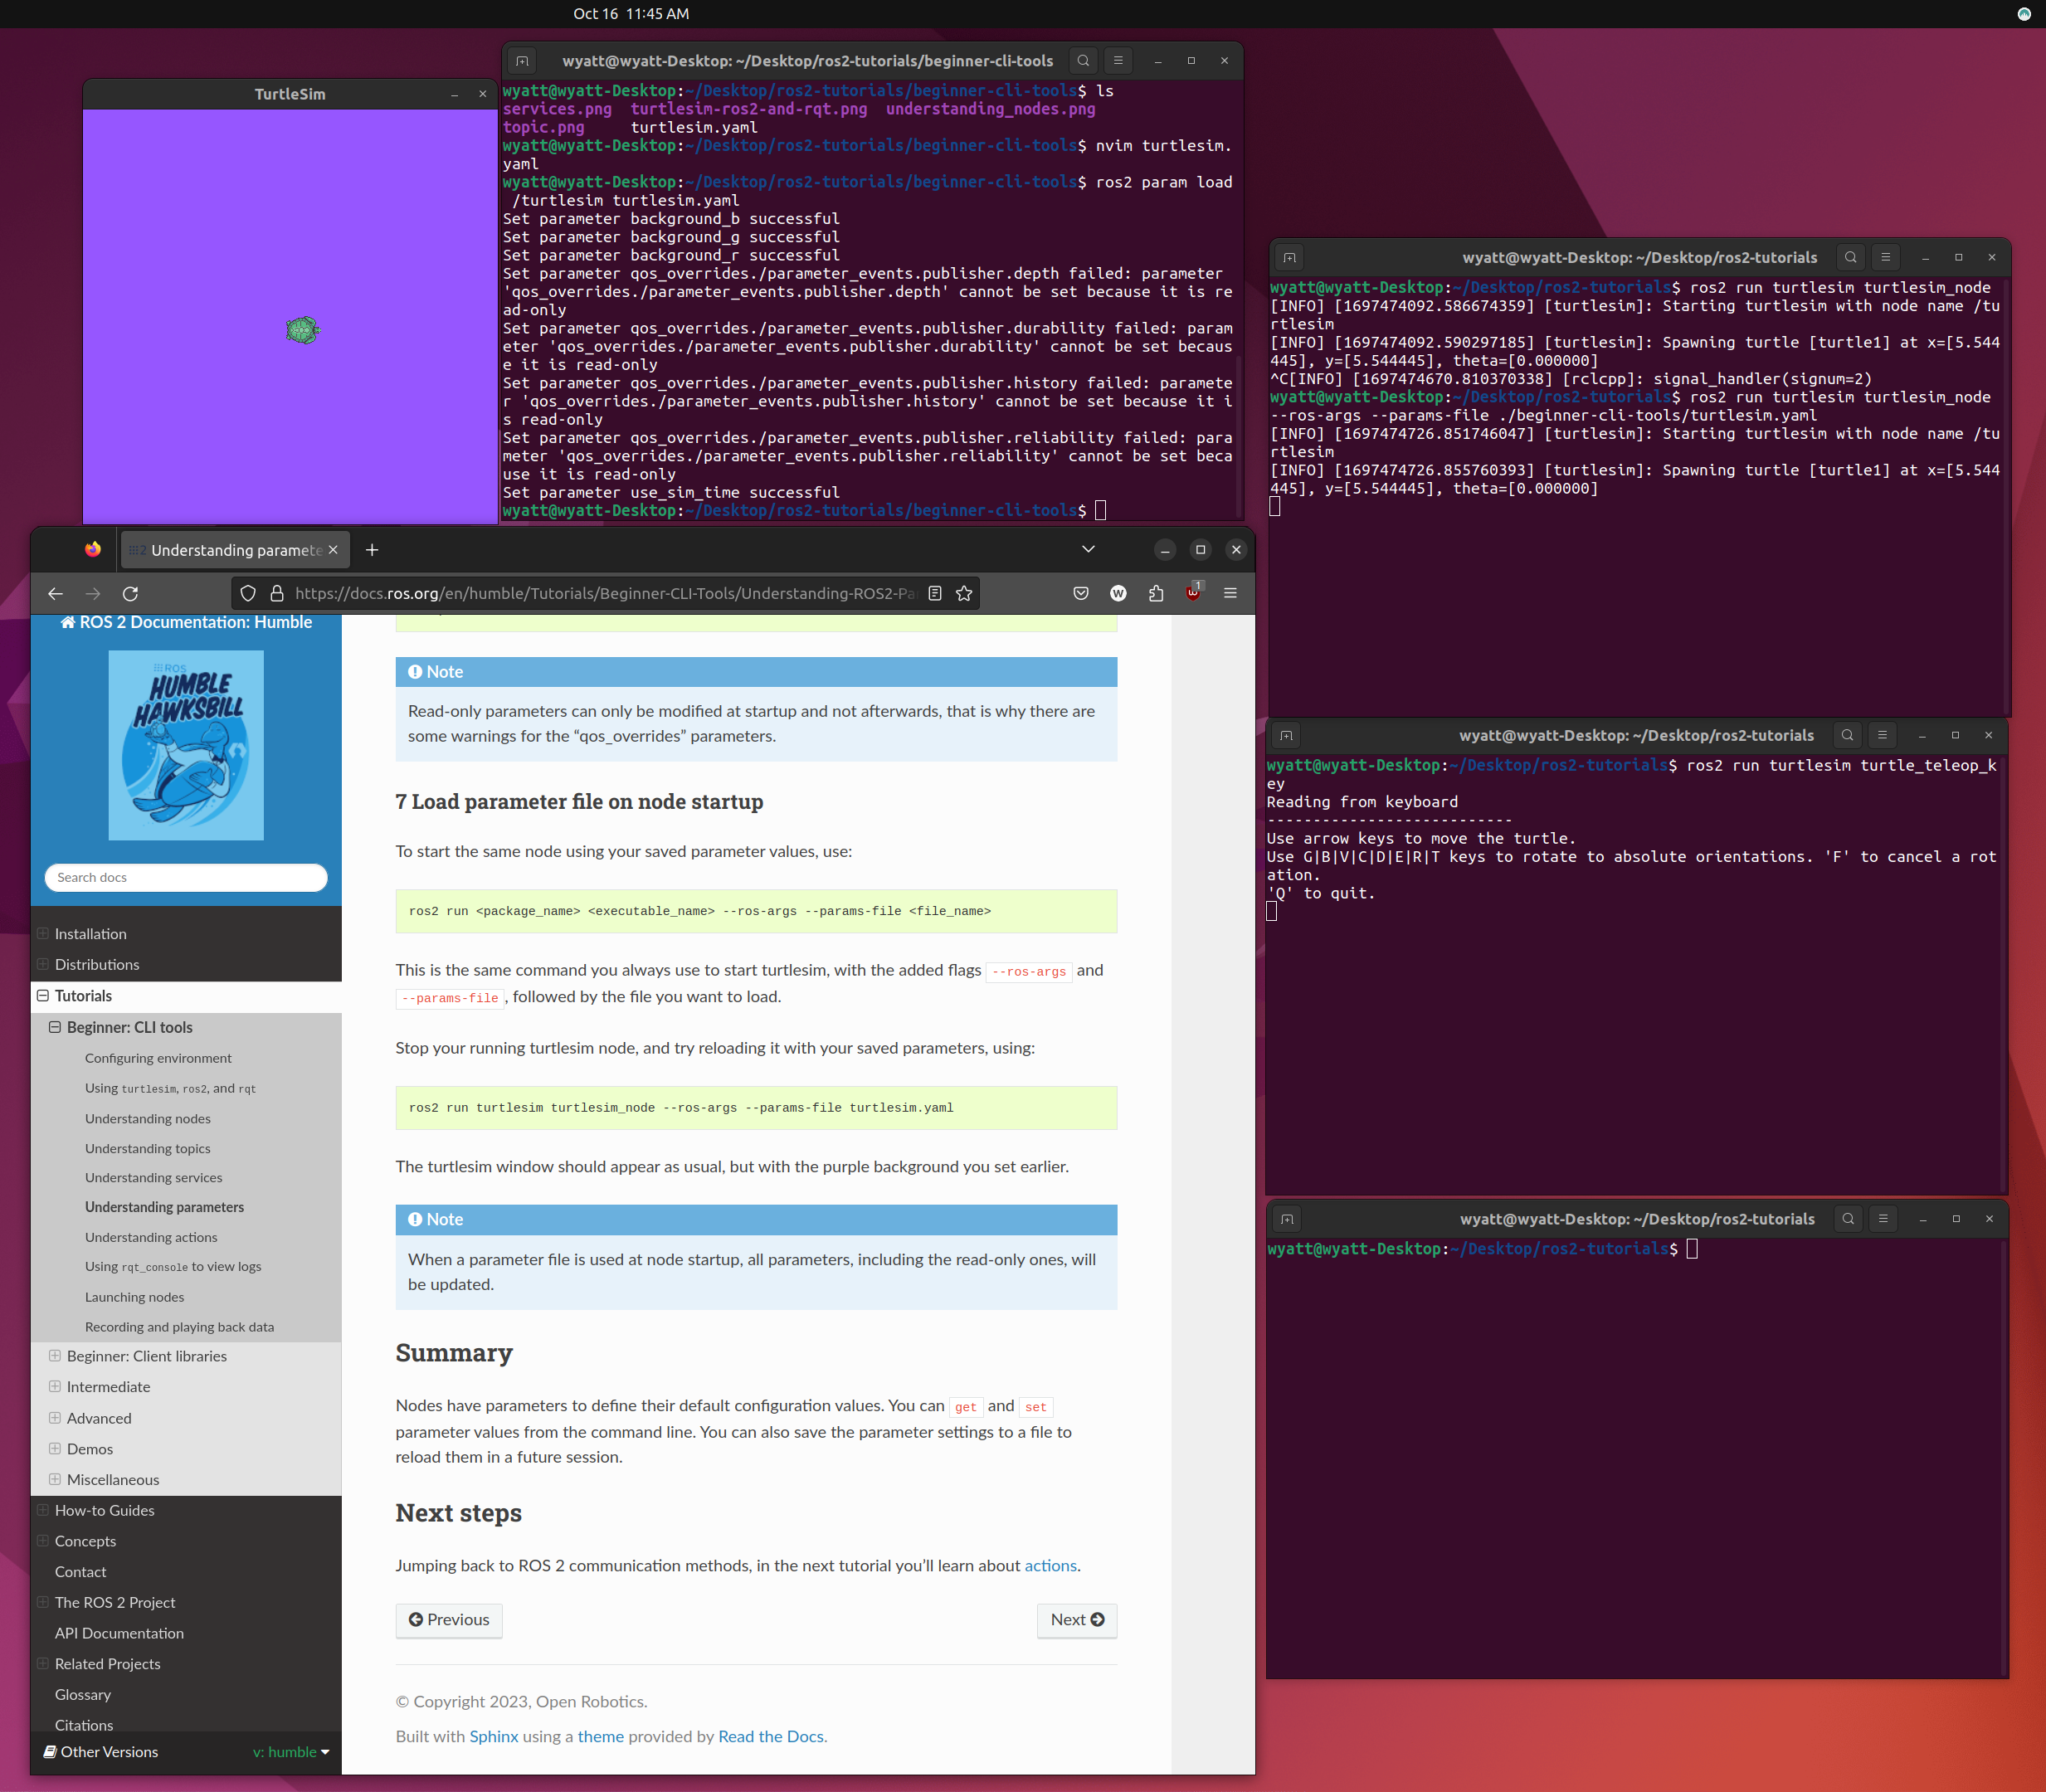 Oct 16  11:45 AM
TurtleSim
wyatt@wyatt-Desktop: ~/Desktop/ros2-tutorials/beginner-cli-tools
wyatt@wyatt-Desktop:~/Desktop/ros2-tutorials/beginner-cli-tools$ ls
services.png  turtlesim-ros2-and-rqt.png  understanding_nodes.png
topic.png     turtlesim.yaml
wyatt@wyatt-Desktop:~/Desktop/ros2-tutorials/beginner-cli-tools$ nvim turtlesim.
yaml
wyatt@wyatt-Desktop:~/Desktop/ros2-tutorials/beginner-cli-tools$ ros2 param load
 /turtlesim turtlesim.yaml
Set parameter background_b successful
Set parameter background_g successful
Set parameter background_r successful
Set parameter qos_overrides./parameter_events.publisher.depth failed: parameter
'qos_overrides./parameter_events.publisher.depth' cannot be set because it is re
ad-only
Set parameter qos_overrides./parameter_events.publisher.durability failed: param
eter 'qos_overrides./parameter_events.publisher.durability' cannot be set becaus
e it is read-only
Set parameter qos_overrides./parameter_events.publisher.history failed: paramete
r 'qos_overrides./parameter_events.publisher.history' cannot be set because it i
s read-only
Set parameter qos_overrides./parameter_events.publisher.reliability failed: para
meter 'qos_overrides./parameter_events.publisher.reliability' cannot be set beca
use it is read-only
Set parameter use_sim_time successful
wyatt@wyatt-Desktop:~/Desktop/ros2-tutorials/beginner-cli-tools$
wyatt@wyatt-Desktop: ~/Desktop/ros2-tutorials
wyatt@wyatt-Desktop:~/Desktop/ros2-tutorials$ ros2 run turtlesim turtlesim_node
[INFO] [1697474092.586674359] [turtlesim]: Starting turtlesim with node name /tu
rtlesim
[INFO] [1697474092.590297185] [turtlesim]: Spawning turtle [turtle1] at x=[5.544
445], y=[5.544445], theta=[0.000000]
^C[INFO] [1697474670.810370338] [rclcpp]: signal_handler(signum=2)
wyatt@wyatt-Desktop:~/Desktop/ros2-tutorials$ ros2 run turtlesim turtlesim_node
--ros-args --params-file ./beginner-cli-tools/turtlesim.yaml
[INFO] [1697474726.851746047] [turtlesim]: Starting turtlesim with node name /tu
rtlesim
[INFO] [1697474726.855760393] [turtlesim]: Spawning turtle [turtle1] at x=[5.544
445], y=[5.544445], theta=[0.000000]
wyatt@wyatt-Desktop: ~/Desktop/ros2-tutorials
wyatt@wyatt-Desktop:~/Desktop/ros2-tutorials$ ros2 run turtlesim turtle_teleop_k
ey
Reading from keyboard
---------------------------
Use arrow keys to move the turtle.
Use G|B|V|C|D|E|R|T keys to rotate to absolute orientations. 'F' to cancel a rot
ation.
'Q' to quit.
wyatt@wyatt-Desktop: ~/Desktop/ros2-tutorials
wyatt@wyatt-Desktop:~/Desktop/ros2-tutorials$
Understanding paramete
https://docs.ros.org/en/humble/Tutorials/Beginner-CLI-Tools/Understanding-ROS2-Pa
W
1
ROS 2 Documentation: Humble
ROS
HUMBLE
HAWKSBILL
Search docs
Installation
Distributions
Tutorials
Beginner: CLI tools
Configuring environment
Using turtlesim, ros2, and rqt
Understanding nodes
Understanding topics
Understanding services
Understanding parameters
Understanding actions
Using rqt_console to view logs
Launching nodes
Recording and playing back data
Beginner: Client libraries
Intermediate
Advanced
Demos
Miscellaneous
How-to Guides
Concepts
Contact
The ROS 2 Project
API Documentation
Related Projects
Glossary
Citations
Other Versions v: humble
Note
Read-only parameters can only be modified at startup and not afterwards, that is why there are
some warnings for the “qos_overrides” parameters.
7 Load parameter file on node startup
To start the same node using your saved parameter values, use:
ros2 run <package_name> <executable_name> --ros-args --params-file <file_name>
This is the same command you always use to start turtlesim, with the added flags --ros-args and
--params-file, followed by the file you want to load.
Stop your running turtlesim node, and try reloading it with your saved parameters, using:
ros2 run turtlesim turtlesim_node --ros-args --params-file turtlesim.yaml
The turtlesim window should appear as usual, but with the purple background you set earlier.
Note
When a parameter file is used at node startup, all parameters, including the read-only ones, will
be updated.
Summary
Nodes have parameters to define their default configuration values. You can get and set
parameter values from the command line. You can also save the parameter settings to a file to
reload them in a future session.
Next steps
Jumping back to ROS 2 communication methods, in the next tutorial you’ll learn about actions.
Previous
Next
© Copyright 2023, Open Robotics.
Built with Sphinx using a theme provided by Read the Docs.